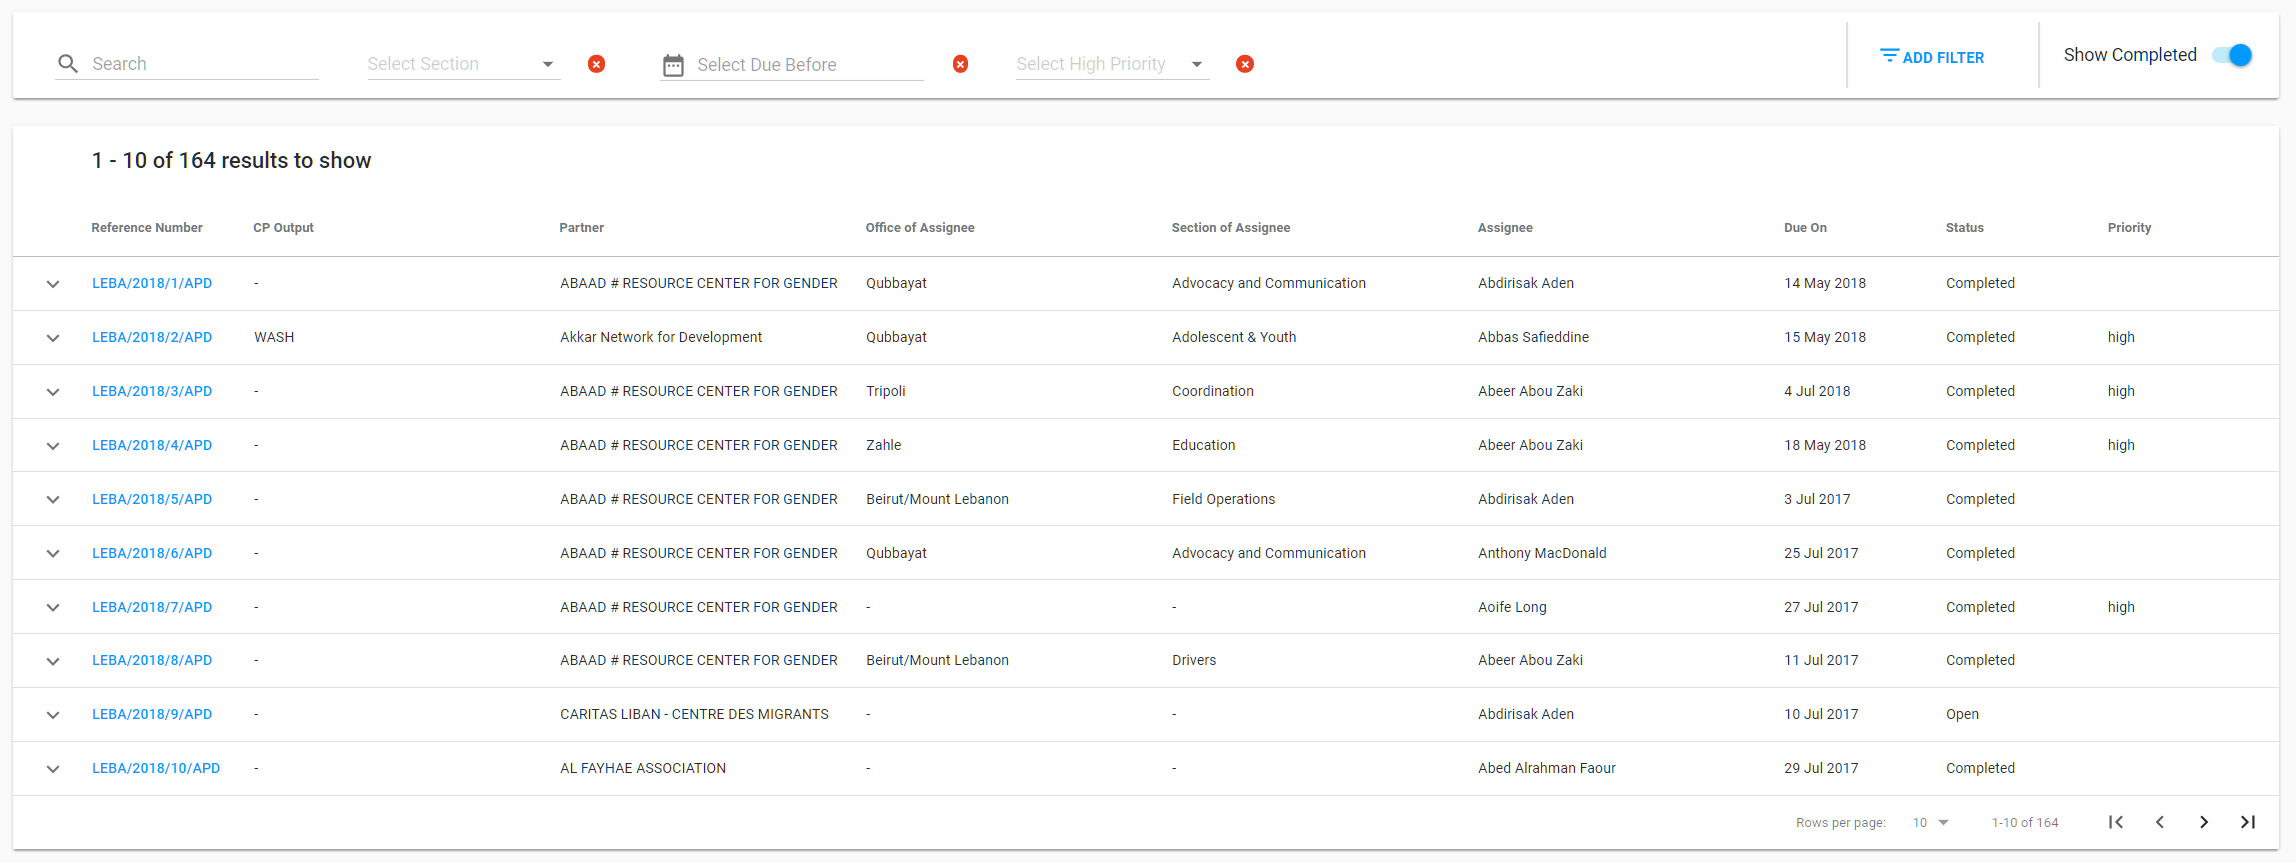 Search Select Section Select Due Before Select High Priority ADD FILTER Show Completed
1 - 10 of 164 results to show
Reference Number CP Output Partner Office of Assignee Section of Assignee Assignee Due On Status Priority
LEBA/2018/1/APD - ABAAD # RESOURCE CENTER FOR GENDER Qubbayat Advocacy and Communication Abdirisak Aden 14 May 2018 Completed
LEBA/2018/2/APD WASH Akkar Network for Development Qubbayat Adolescent & Youth Abbas Safieddine 15 May 2018 Completed high
LEBA/2018/3/APD - ABAAD # RESOURCE CENTER FOR GENDER Tripoli Coordination Abeer Abou Zaki 4 Jul 2018 Completed high
LEBA/2018/4/APD - ABAAD # RESOURCE CENTER FOR GENDER Zahle Education Abeer Abou Zaki 18 May 2018 Completed high
LEBA/2018/5/APD - ABAAD # RESOURCE CENTER FOR GENDER Beirut/Mount Lebanon Field Operations Abdirisak Aden 3 Jul 2017 Completed
LEBA/2018/6/APD - ABAAD # RESOURCE CENTER FOR GENDER Qubbayat Advocacy and Communication Anthony MacDonald 25 Jul 2017 Completed
LEBA/2018/7/APD - ABAAD # RESOURCE CENTER FOR GENDER - - Aoife Long 27 Jul 2017 Completed high
LEBA/2018/8/APD - ABAAD # RESOURCE CENTER FOR GENDER Beirut/Mount Lebanon Drivers Abeer Abou Zaki 11 Jul 2017 Completed
LEBA/2018/9/APD - CARITAS LIBAN - CENTRE DES MIGRANTS - - Abdirisak Aden 10 Jul 2017 Open
LEBA/2018/10/APD - AL FAYHAE ASSOCIATION - - Abed Alrahman Faour 29 Jul 2017 Completed
Rows per page: 10 1-10 of 164